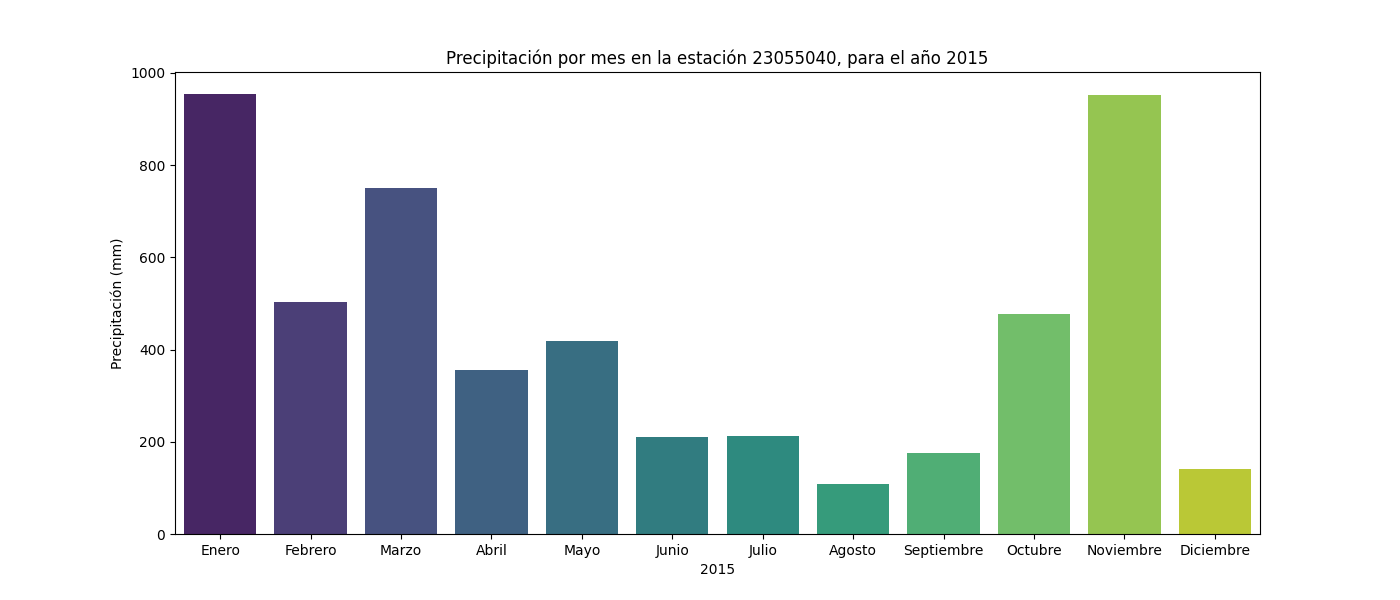 Precipitación por mes en la estación 23055040, para el año 2015
1000
800
600
400
200
0
Precipitación (mm)
Enero Febrero Marzo Abril Mayo Junio Julio Agosto Septiembre Octubre Noviembre Diciembre
2015